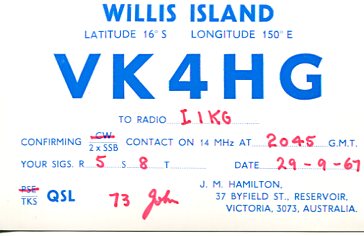 WILLIS ISLAND
LATITUDE 16° S LONGITUDE 150° E
VK4HG
TO RADIO I1KG
CONFIRMING CW CONTACT ON 14 MHz AT 2045 G.M.T.
2 x SSB
YOUR SIGS. R 5 S 8 T DATE 29-9-67
PSE QSL 73 John
TKS
J. M. HAMILTON,
37 BYFIELD ST., RESERVOIR,
VICTORIA, 3073, AUSTRALIA.